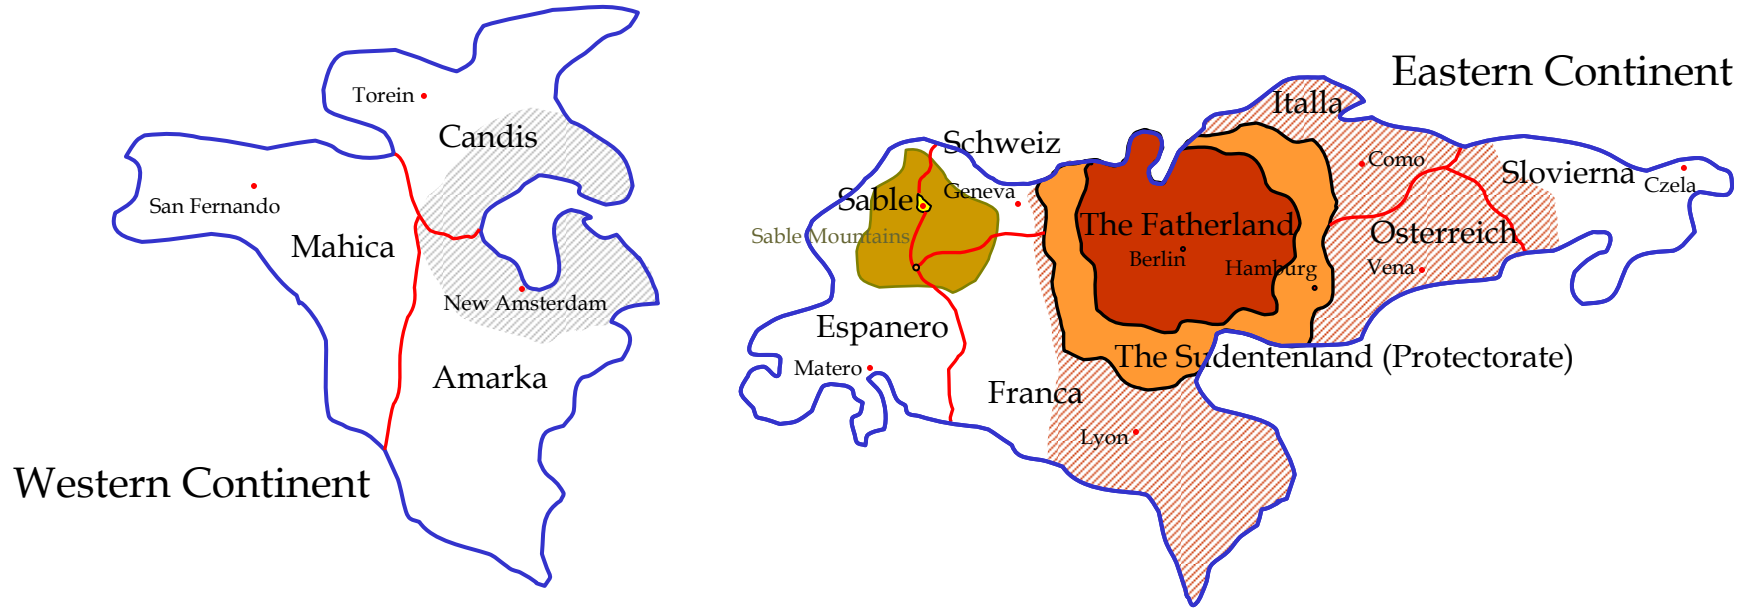 Torein
Candis
San Fernando
Mahica
New Amsterdam
Amarka
Western Continent
Eastern Continent
Italla
Schweiz
Como
Slovierna
Czela
Geneva
Sable
Sable Mountains
The Fatherland
Osterreich
Berlin
Hamburg
Vena
Espanero
The Sudentenland (Protectorate)
Matero
Franca
Lyon